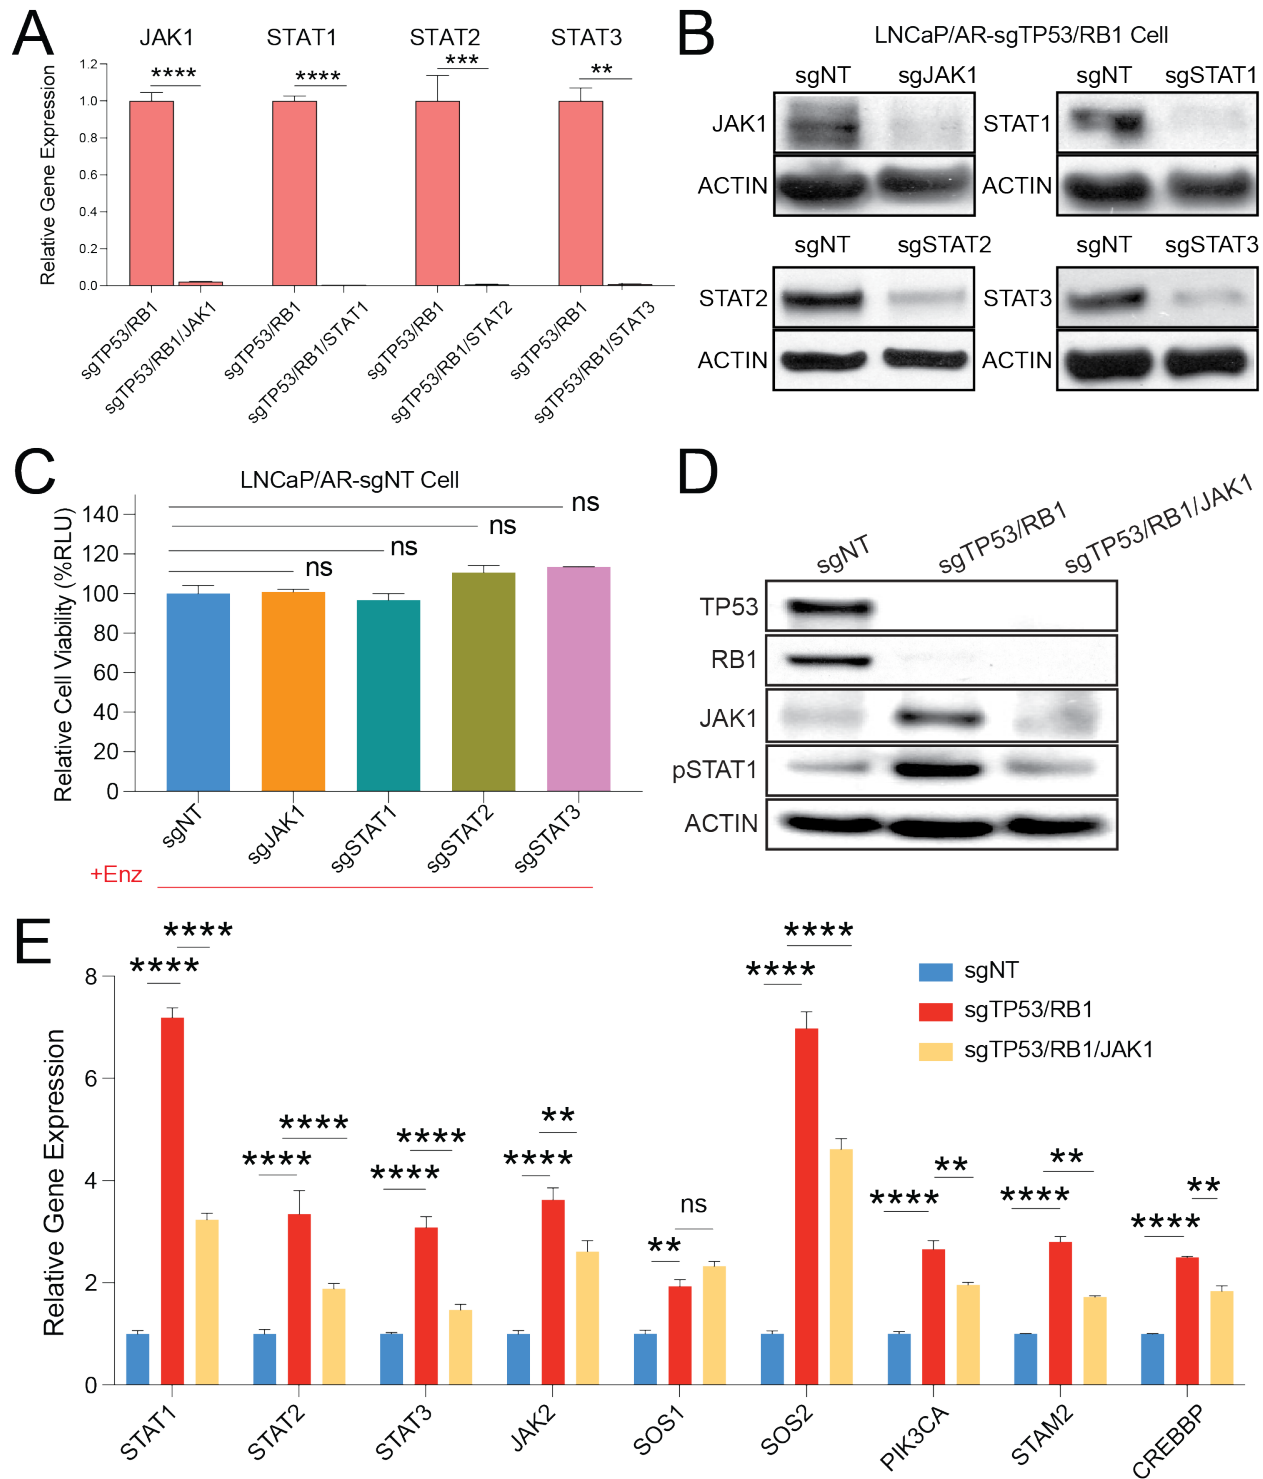 A
JAK1 STAT1 STAT2 STAT3
**** **** *** **
Relative Gene Expression
1.2
1.0
0.8
0.6
0.4
0.2
0.0
sgTP53/RB1
sgTP53/RB1/JAK1
sgTP53/RB1
sgTP53/RB1/STAT1
sgTP53/RB1
sgTP53/RB1/STAT2
sgTP53/RB1
sgTP53/RB1/STAT3
B
LNCaP/AR-sgTP53/RB1 Cell
sgNT sgJAK1 sgNT sgSTAT1
JAK1 STAT1
ACTIN ACTIN
sgNT sgSTAT2 sgNT sgSTAT3
STAT2 STAT3
ACTIN ACTIN
C
LNCaP/AR-sgNT Cell
Relative Cell Viability (%RLU)
140
120
100
80
60
40
20
0
ns
ns
ns
ns
sgNT
sgJAK1
sgSTAT1
sgSTAT2
sgSTAT3
+Enz
D
sgNT
sgTP53/RB1
sgTP53/RB1/JAK1
TP53
RB1
JAK1
pSTAT1
ACTIN
E
Relative Gene Expression
8
6
4
2
0
****
****
****
****
****
****
**
****
ns
**
****
****
**
****
**
****
**
****
sgNT
sgTP53/RB1
sgTP53/RB1/JAK1
STAT1
STAT2
STAT3
JAK2
SOS1
SOS2
PIK3CA
STAM2
CREBBP